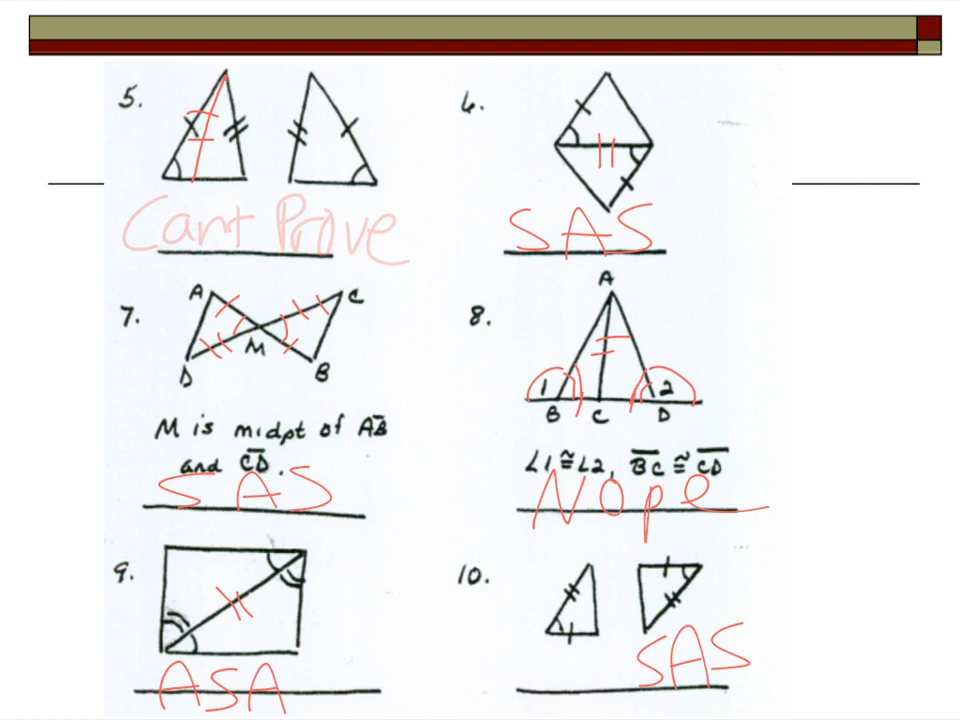 5.
Cant Prove
6.
SAS
7.
A
C
M
D
B
M is midpt of AB
and CD.
SAS
8.
A
1
2
B
C
D
∠1≅∠2, BC≅CD
Nope
9.
ASA
10.
SAS